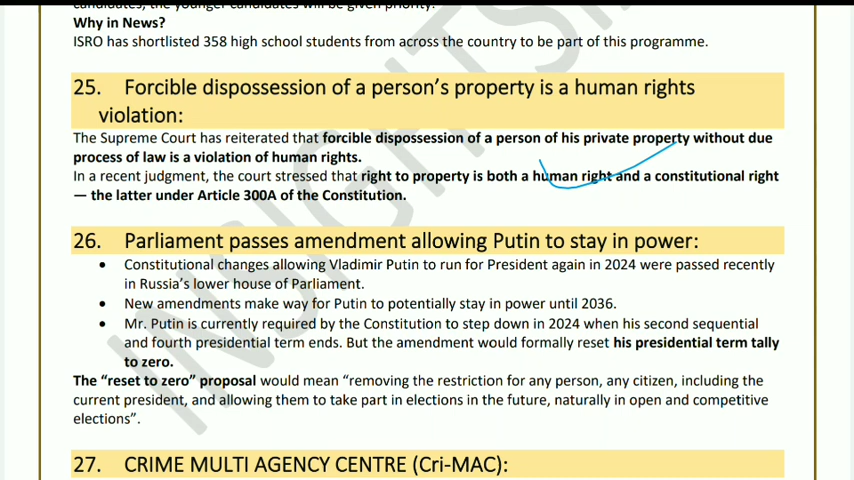 candidates, the younger candidates will be given priority.
Why in News?
ISRO has shortlisted 358 high school students from across the country to be part of this programme.
25. Forcible dispossession of a person's property is a human rights
violation:
The Supreme Court has reiterated that forcible dispossession of a person of his private property without due
process of law is a violation of human rights.
In a recent judgment, the court stressed that right to property is both a human right and a constitutional right
— the latter under Article 300A of the Constitution.
26. Parliament passes amendment allowing Putin to stay in power:
• Constitutional changes allowing Vladimir Putin to run for President again in 2024 were passed recently
in Russia's lower house of Parliament.
• New amendments make way for Putin to potentially stay in power until 2036.
• Mr. Putin is currently required by the Constitution to step down in 2024 when his second sequential
and fourth presidential term ends. But the amendment would formally reset his presidential term tally
to zero.
The “reset to zero” proposal would mean “removing the restriction for any person, any citizen, including the
current president, and allowing them to take part in elections in the future, naturally in open and competitive
elections”.
27. CRIME MULTI AGENCY CENTRE (Cri-MAC):